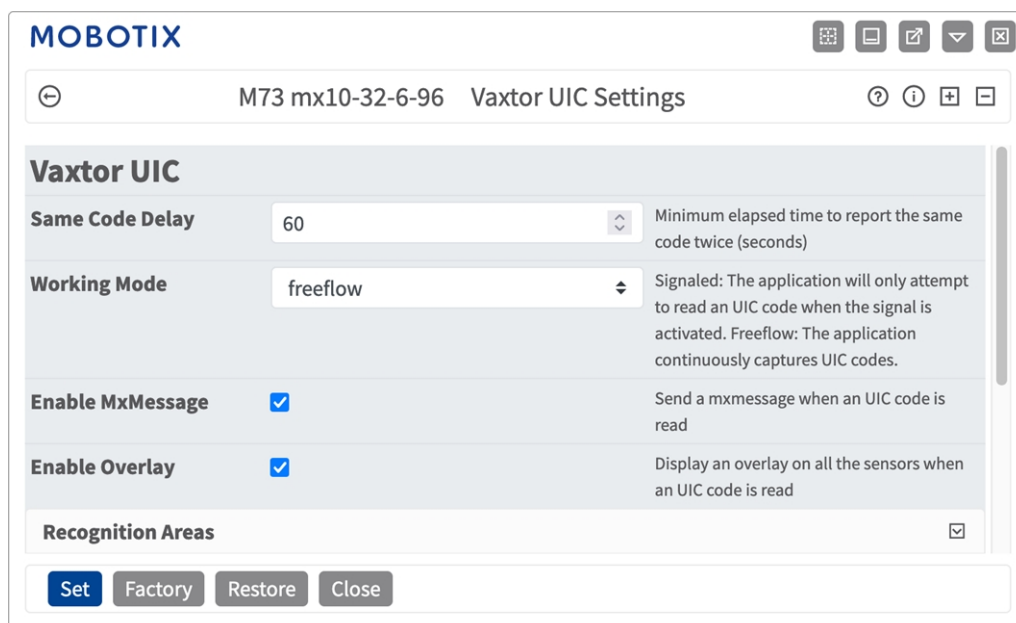 MOBOTIX
M73 mx10-32-6-96 Vaxtor UIC Settings
Vaxtor UIC
Same Code Delay
60
Minimum elapsed time to report the same
code twice (seconds)
Working Mode
freeflow
Signaled: The application will only attempt
to read an UIC code when the signal is
activated. Freeflow: The application
continuously captures UIC codes.
Enable MxMessage
Send a mxmessage when an UIC code is
read
Enable Overlay
Display an overlay on all the sensors when
an UIC code is read
Recognition Areas
Set Factory Restore Close